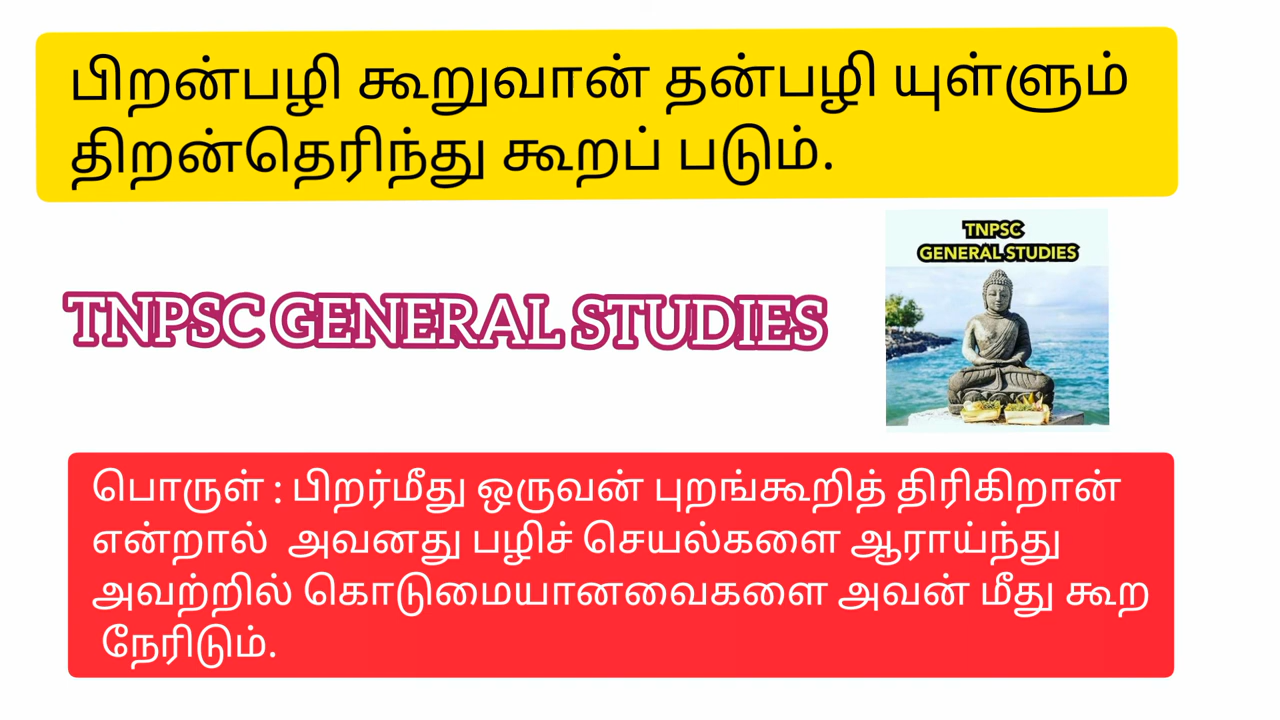 பிறன்பழி கூறுவான் தன்பழி யுள்ளும்
திறன்தெரிந்து கூறப் படும்.
TNPSC
GENERAL STUDIES
TNPSC GENERAL STUDIES
பொருள் : பிறர்மீது ஒருவன் புறங்கூறித் திரிகிறான்
என்றால் அவனது பழிச் செயல்களை ஆராய்ந்து
அவற்றில் கொடுமையானவைகளை அவன் மீது கூற
நேரிடும்.